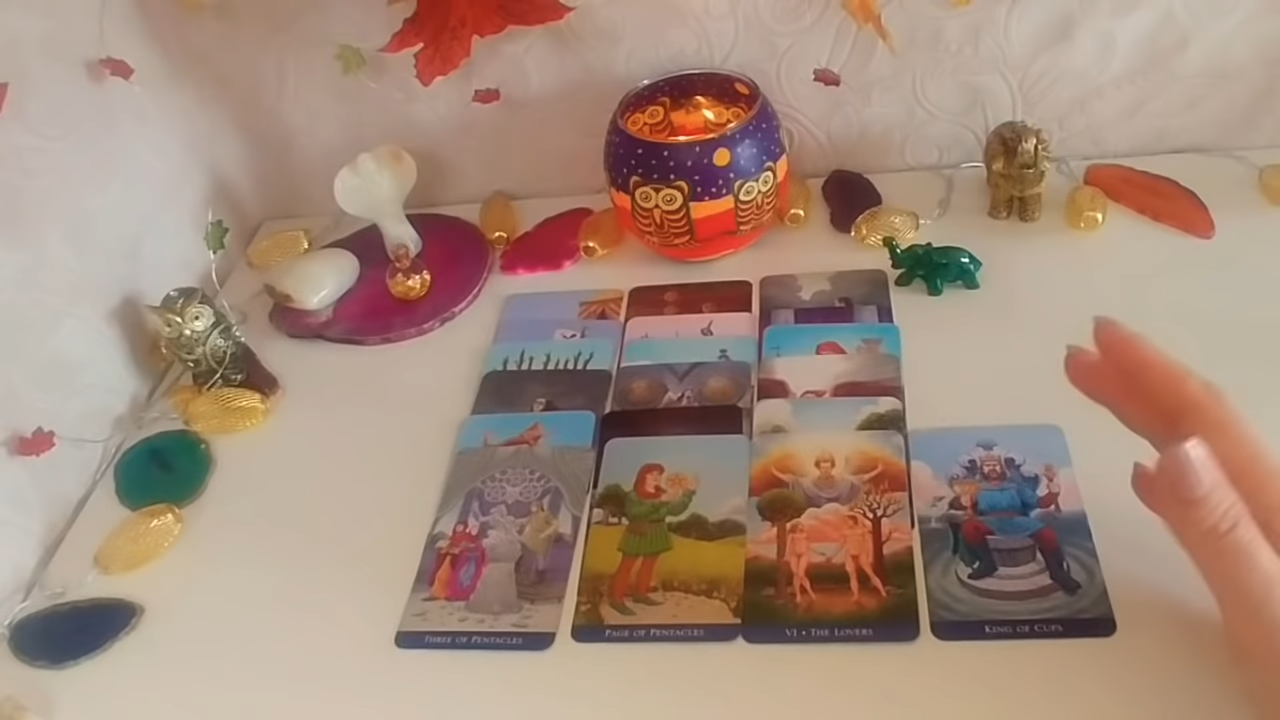 THREE OF PENTACLES
PAGE OF PENTACLES
VI • THE LOVERS
KING OF CUPS